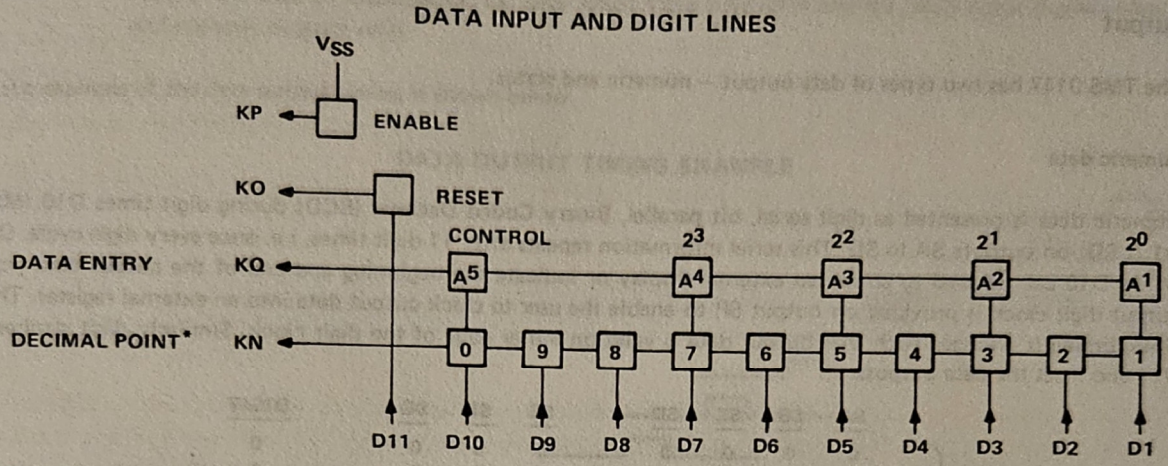 DATA INPUT AND DIGIT LINES
VSS
KP ENABLE
KO RESET
CONTROL 2³ 2² 2¹ 2⁰
DATA ENTRY KQ A⁵ A⁴ A³ A² A¹
DECIMAL POINT* KN 0 9 8 7 6 5 4 3 2 1
D11 D10 D9 D8 D7 D6 D5 D4 D3 D2 D1